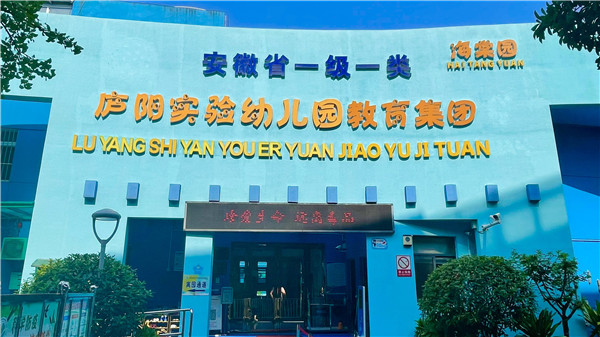 安徽省一级一类
海棠园
HAI TANG YUAN
庐阳实验幼儿园教育集团
LU YANG SHI YAN YOU ER YUAN JIAO YU JI TUAN
珍爱生命 远离毒品